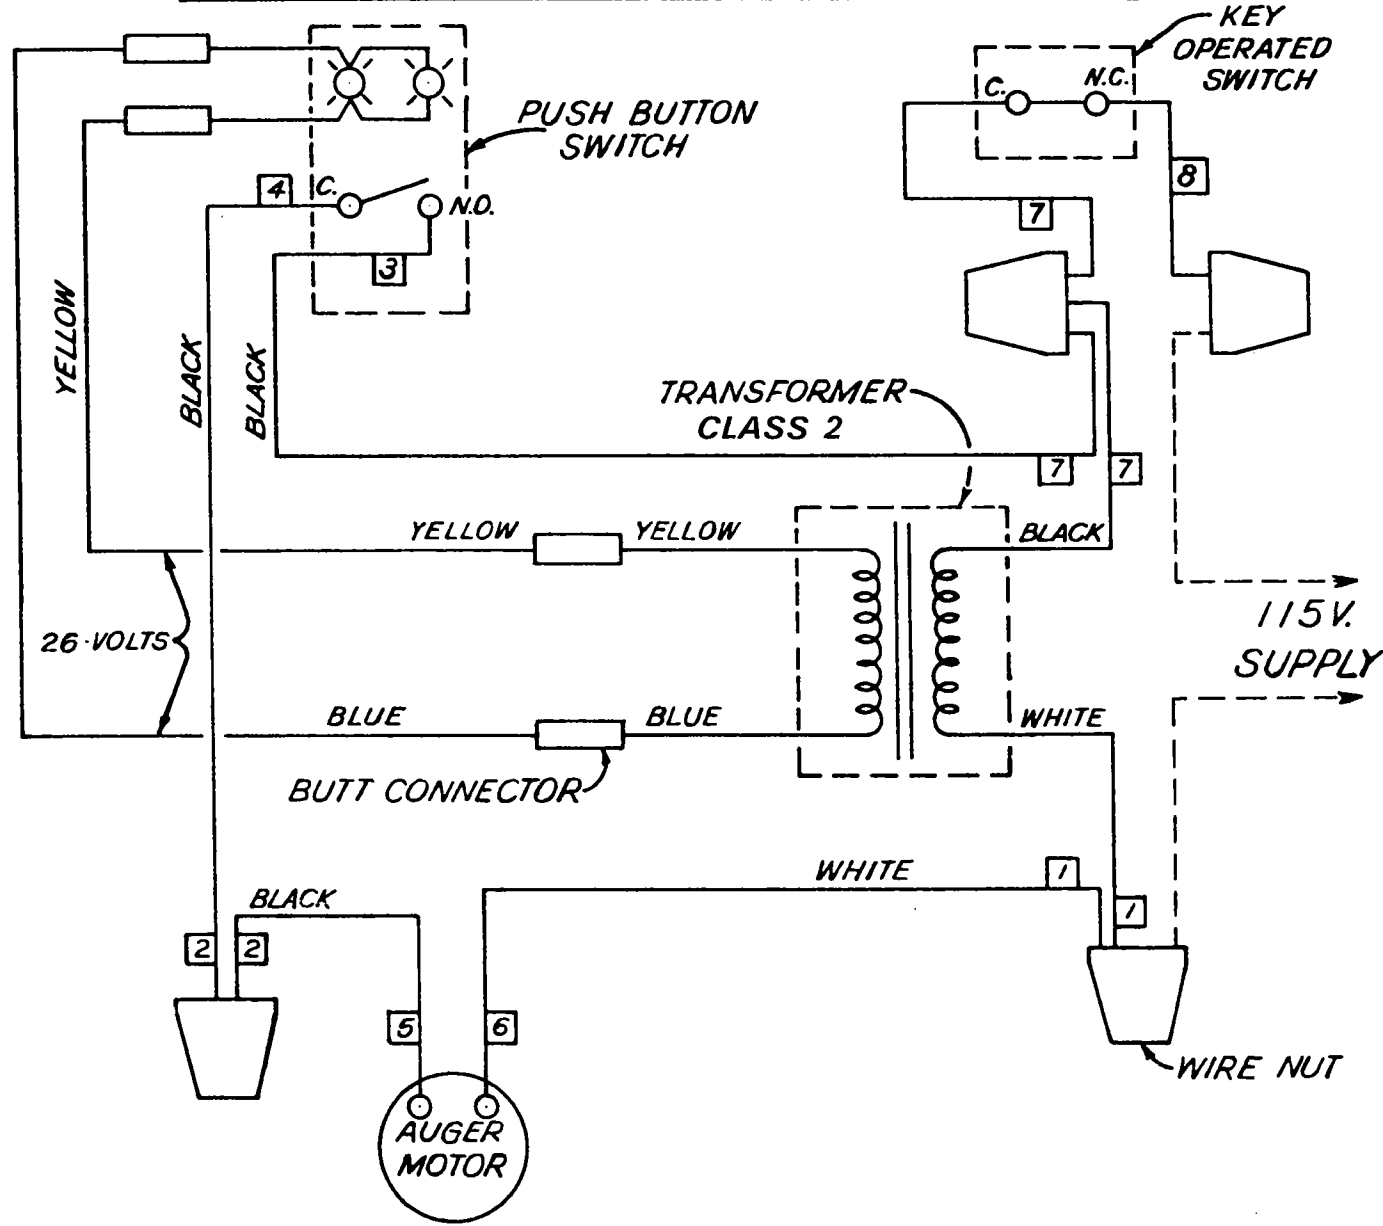 KEY
OPERATED
SWITCH
C.
N.C.
PUSH BUTTON
SWITCH
4
C.
N.O.
3
8
7
YELLOW
BLACK
BLACK
TRANSFORMER
CLASS 2
7
7
YELLOW
YELLOW
BLACK
26-VOLTS
115V.
SUPPLY
BLUE
BLUE
WHITE
BUTT CONNECTOR
WHITE
1
1
BLACK
2
2
5
6
WIRE NUT
AUGER
MOTOR